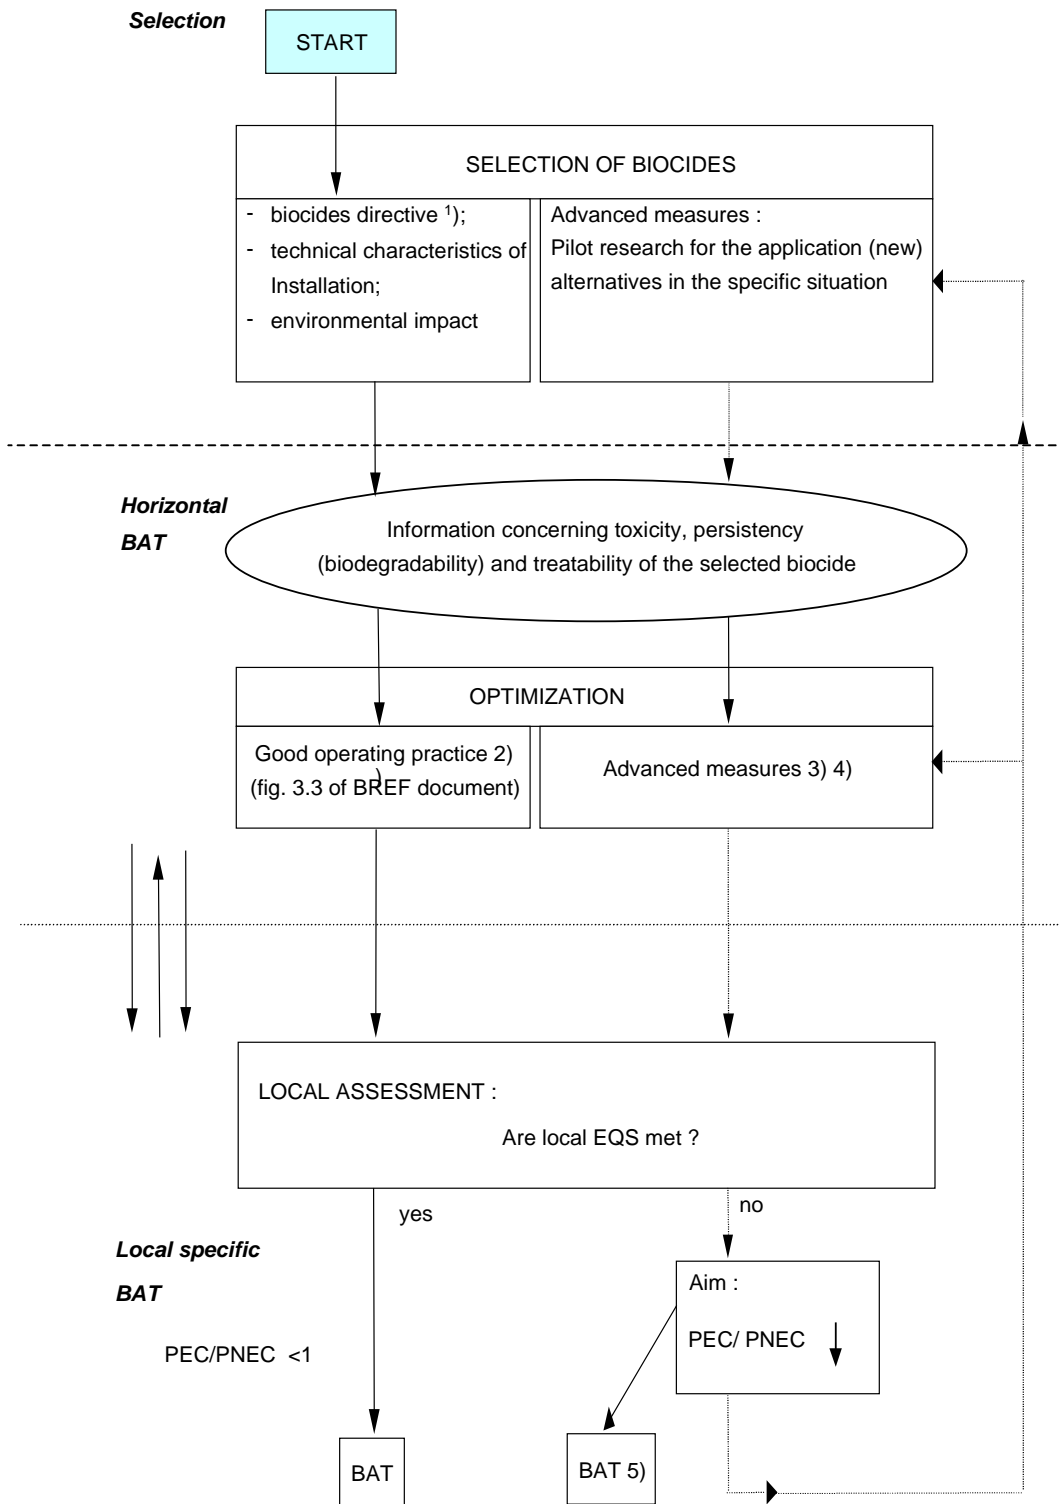 Selection
START
SELECTION OF BIOCIDES
- biocides directive ¹);
- technical characteristics of
Installation;
- environmental impact
Advanced measures :
Pilot research for the application (new)
alternatives in the specific situation
Horizontal
BAT
Information concerning toxicity, persistency
(biodegradability) and treatability of the selected biocide
OPTIMIZATION
Good operating practice 2)
)
(fig. 3.3 of BREF document)
Advanced measures 3) 4)
LOCAL ASSESSMENT :
Are local EQS met ?
yes
no
Local specific
BAT
Aim :
PEC/ PNEC
PEC/PNEC <1
BAT
BAT 5)